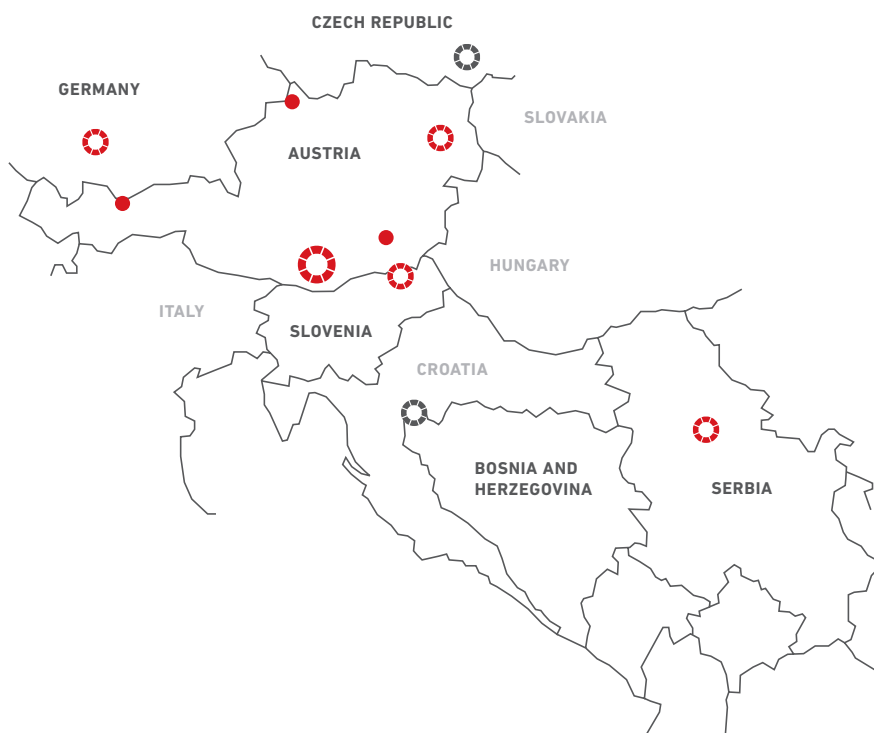 CZECH REPUBLIC
GERMANY
SLOVAKIA
AUSTRIA
HUNGARY
ITALY
SLOVENIA
CROATIA
BOSNIA AND
HERZEGOVINA
SERBIA